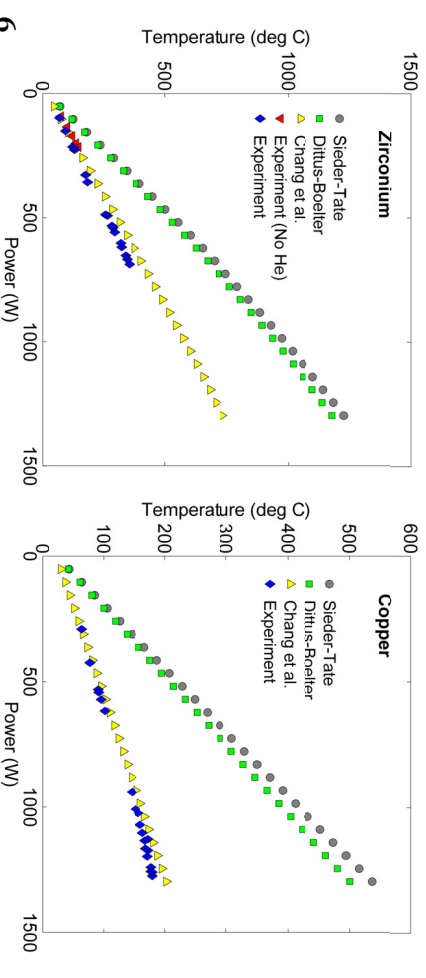 6
Zirconium
Temperature (deg C)
1500
1000
500
0
Sieder-Tate
Dittus-Boelter
Chang et al.
Experiment (No He)
Experiment
0
500
1000
1500
Power (W)
Copper
Temperature (deg C)
600
500
400
300
200
100
0
Sieder-Tate
Dittus-Boelter
Chang et al.
Experiment
0
500
1000
1500
Power (W)